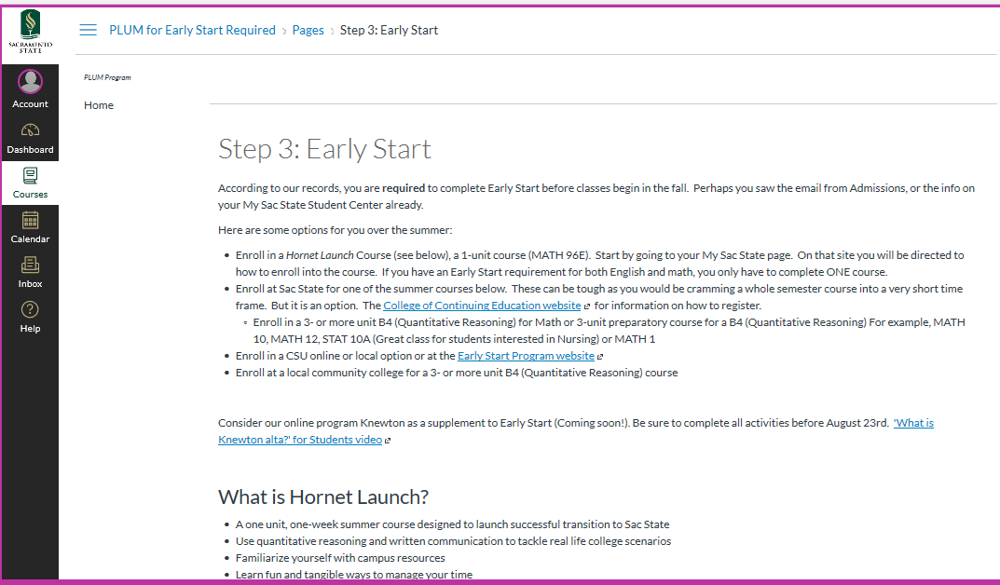 SACRAMENTO
STATE
PLUM for Early Start Required › Pages › Step 3: Early Start
Account
Dashboard
Courses
Calendar
Inbox
Help
PLUM Program
Home
Step 3: Early Start
According to our records, you are required to complete Early Start before classes begin in the fall. Perhaps you saw the email from Admissions, or the info on
your My Sac State Student Center already.
Here are some options for you over the summer:
• Enroll in a Hornet Launch Course (see below), a 1-unit course (MATH 96E). Start by going to your My Sac State page. On that site you will be directed to
how to enroll into the course. If you have an Early Start requirement for both English and math, you only have to complete ONE course.
• Enroll at Sac State for one of the summer courses below. These can be tough as you would be cramming a whole semester course into a very short time
frame. But it is an option. The College of Continuing Education website for information on how to register.
◦ Enroll in a 3- or more unit B4 (Quantitative Reasoning) for Math or 3-unit preparatory course for a B4 (Quantitative Reasoning) For example, MATH
10, MATH 12, STAT 10A (Great class for students interested in Nursing) or MATH 1
• Enroll in a CSU online or local option or at the Early Start Program website
• Enroll at a local community college for a 3- or more unit B4 (Quantitative Reasoning) course
Consider our online program Knewton as a supplement to Early Start (Coming soon!). Be sure to complete all activities before August 23rd. 'What is
Knewton alta?' for Students video
What is Hornet Launch?
• A one unit, one-week summer course designed to launch successful transition to Sac State
• Use quantitative reasoning and written communication to tackle real life college scenarios
• Familiarize yourself with campus resources
• Learn fun and tangible ways to manage your time